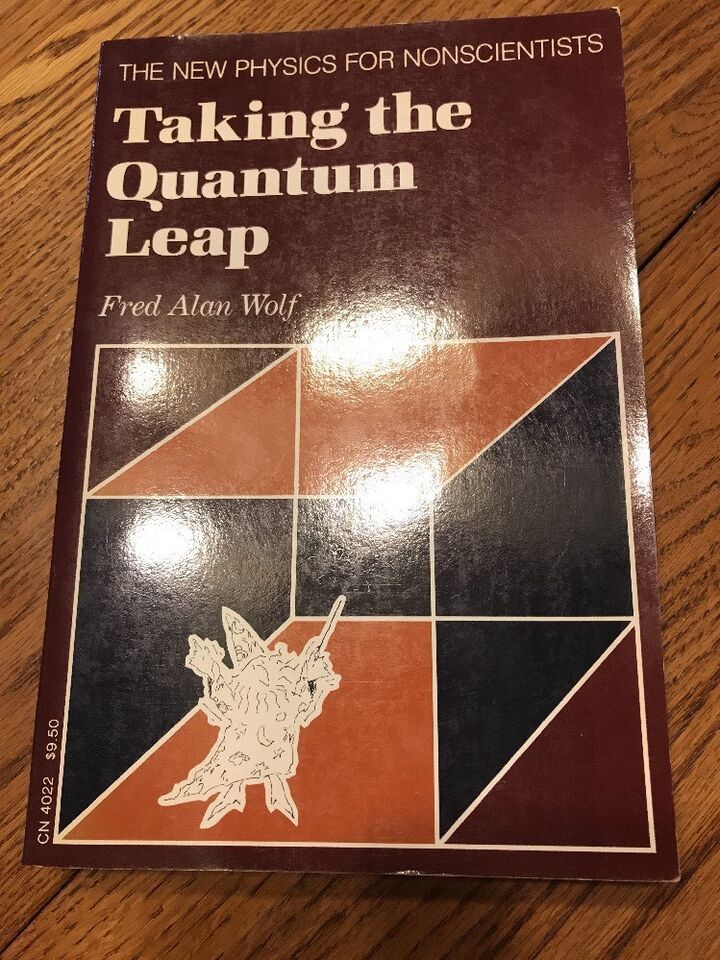 THE NEW PHYSICS FOR NONSCIENTISTS
Taking the
Quantum
Leap
Fred Alan Wolf
CN 4022 $9.50